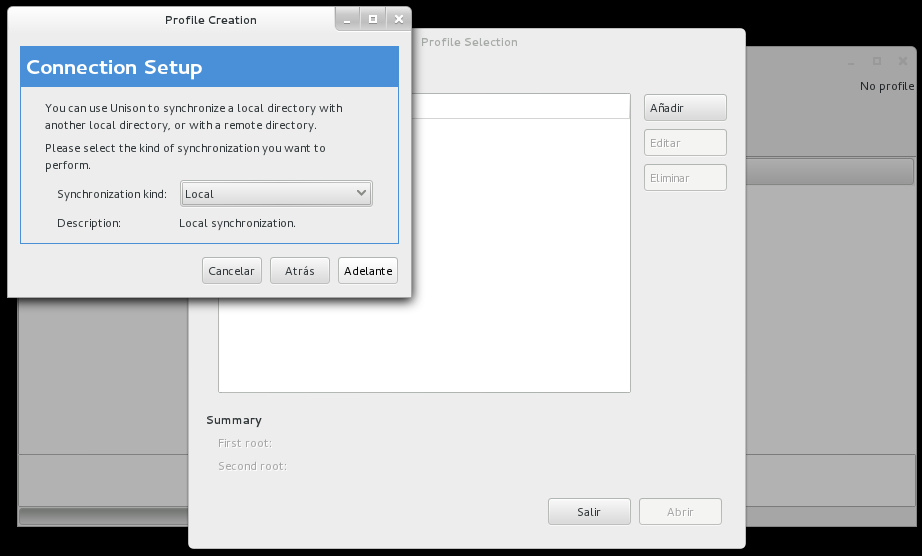 Profile Creation
Connection Setup
You can use Unison to synchronize a local directory with
another local directory, or with a remote directory.
Please select the kind of synchronization you want to
perform.
Synchronization kind: Local
Description: Local synchronization.
Cancelar Atrás Adelante
Profile Selection
Añadir
Editar
Eliminar
Summary
First root:
Second root:
Salir Abrir
No profile